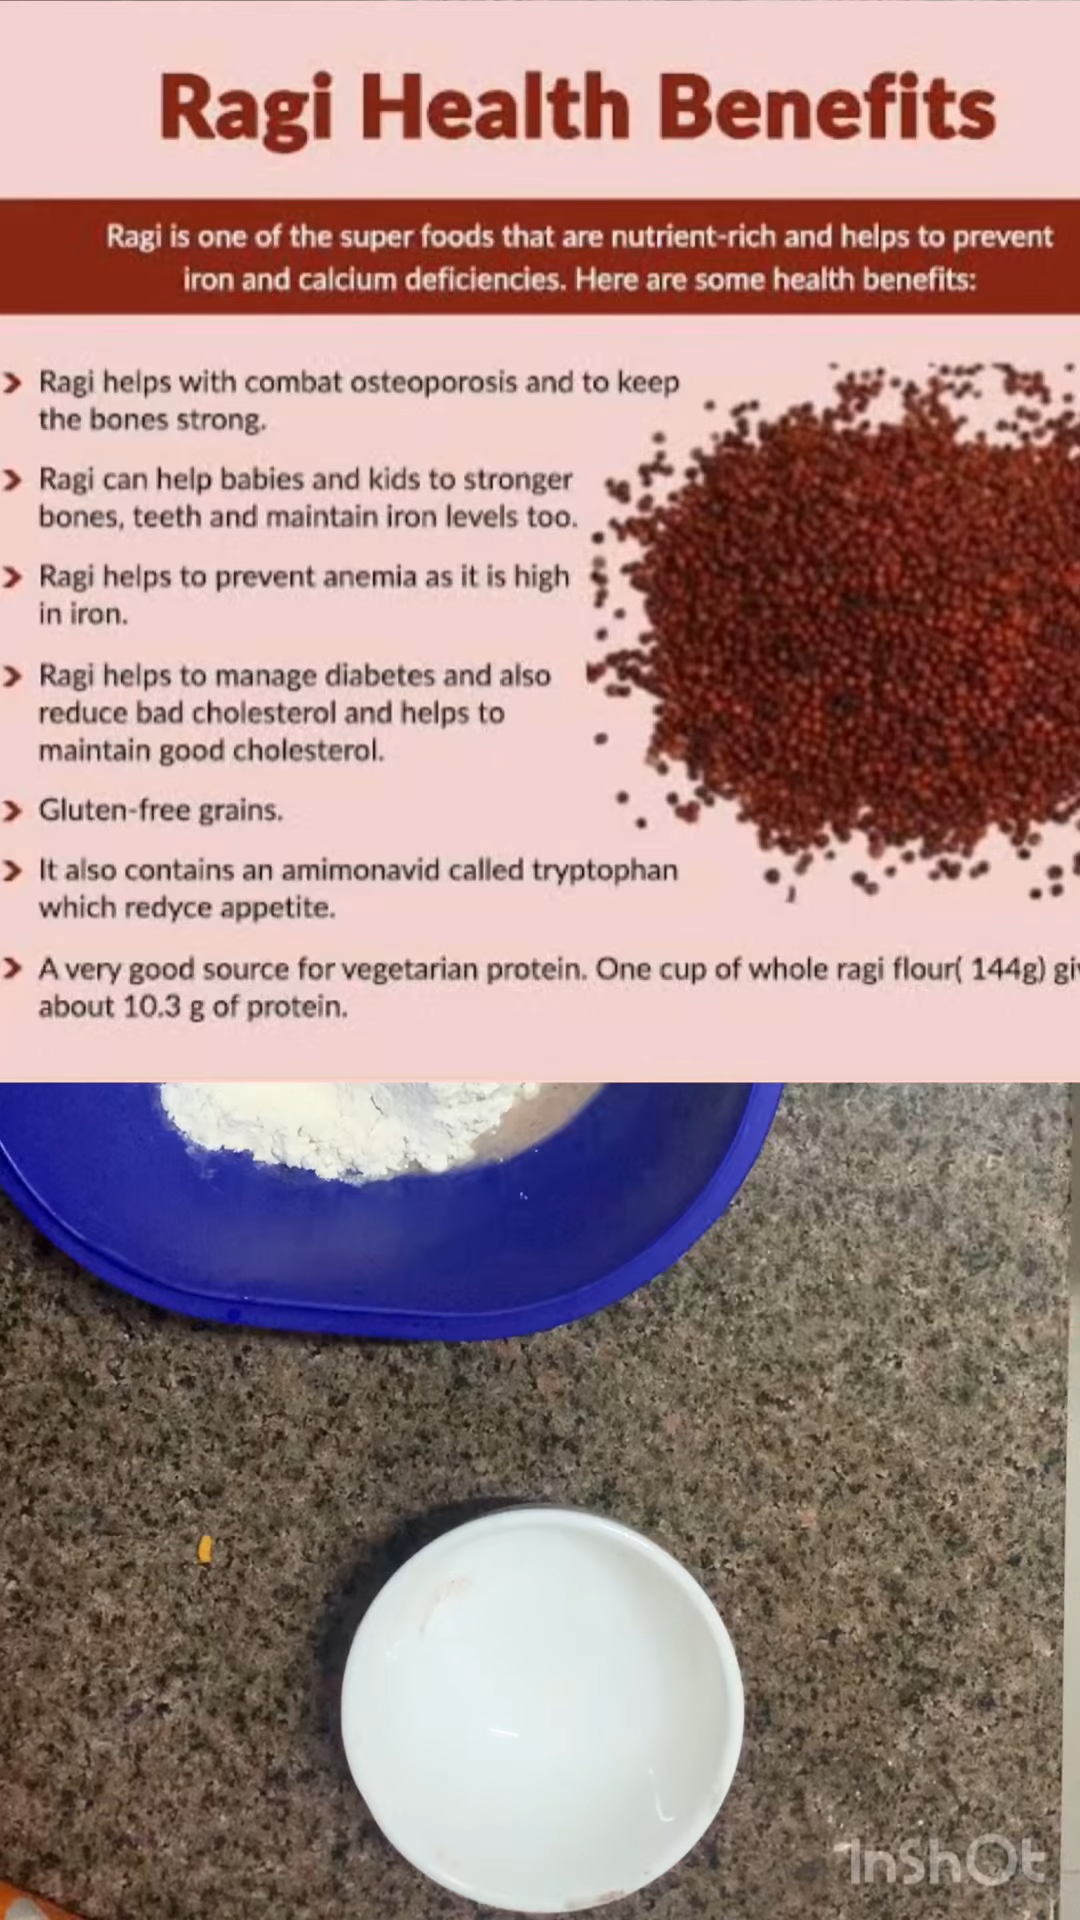 Ragi Health Benefits
Ragi is one of the super foods that are nutrient-rich and helps to prevent
iron and calcium deficiencies. Here are some health benefits:
Ragi helps with combat osteoporosis and to keep
the bones strong.
Ragi can help babies and kids to stronger
bones, teeth and maintain iron levels too.
Ragi helps to prevent anemia as it is high
in iron.
Ragi helps to manage diabetes and also
reduce bad cholesterol and helps to
maintain good cholesterol.
Gluten-free grains.
It also contains an amimonavid called tryptophan
which redyce appetite.
A very good source for vegetarian protein. One cup of whole ragi flour( 144g)
about 10.3 g of protein.
InShOt